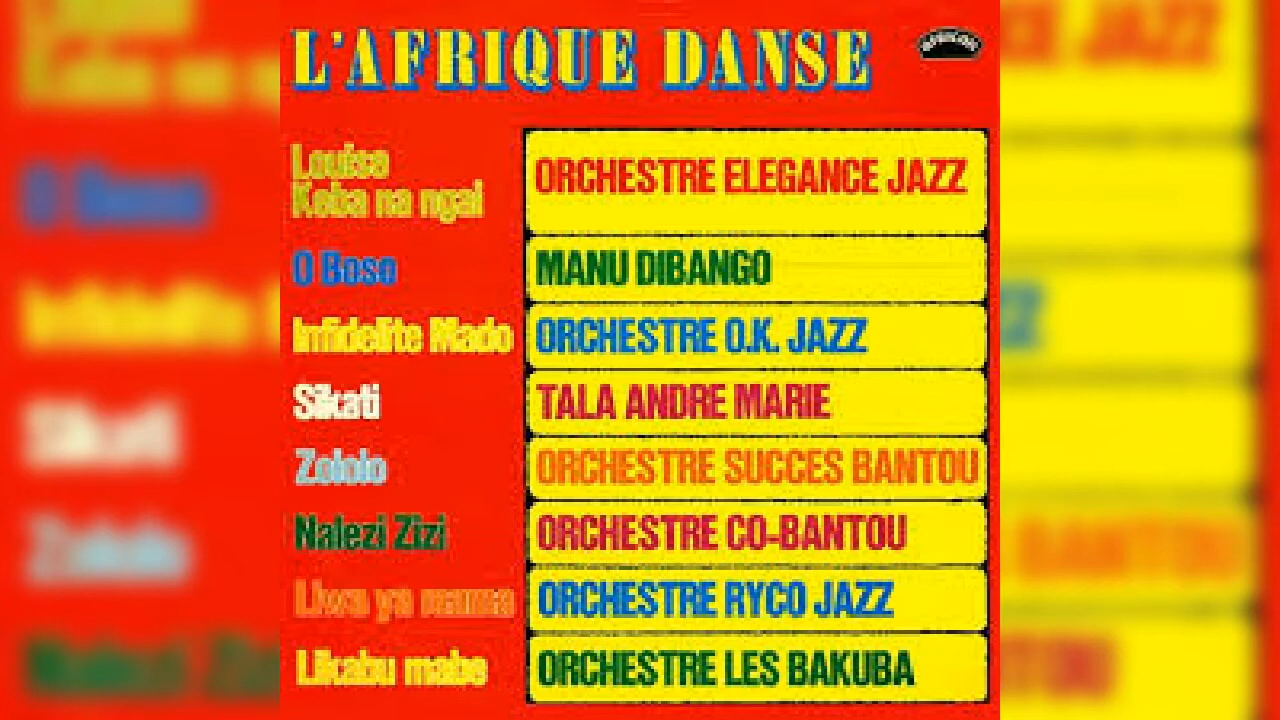 L'AFRIQUE DANSE
AFRICAN
Louise
Keba na ngai
ORCHESTRE ELEGANCE JAZZ
O Boso
MANU DIBANGO
Infidelite Mado
ORCHESTRE O.K. JAZZ
Sikati
TALA ANDRE MARIE
Zololo
ORCHESTRE SUCCES BANTOU
Nalezi Zizi
ORCHESTRE CO-BANTOU
Liwa ya mama
ORCHESTRE RYCO JAZZ
Likabu mabe
ORCHESTRE LES BAKUBA